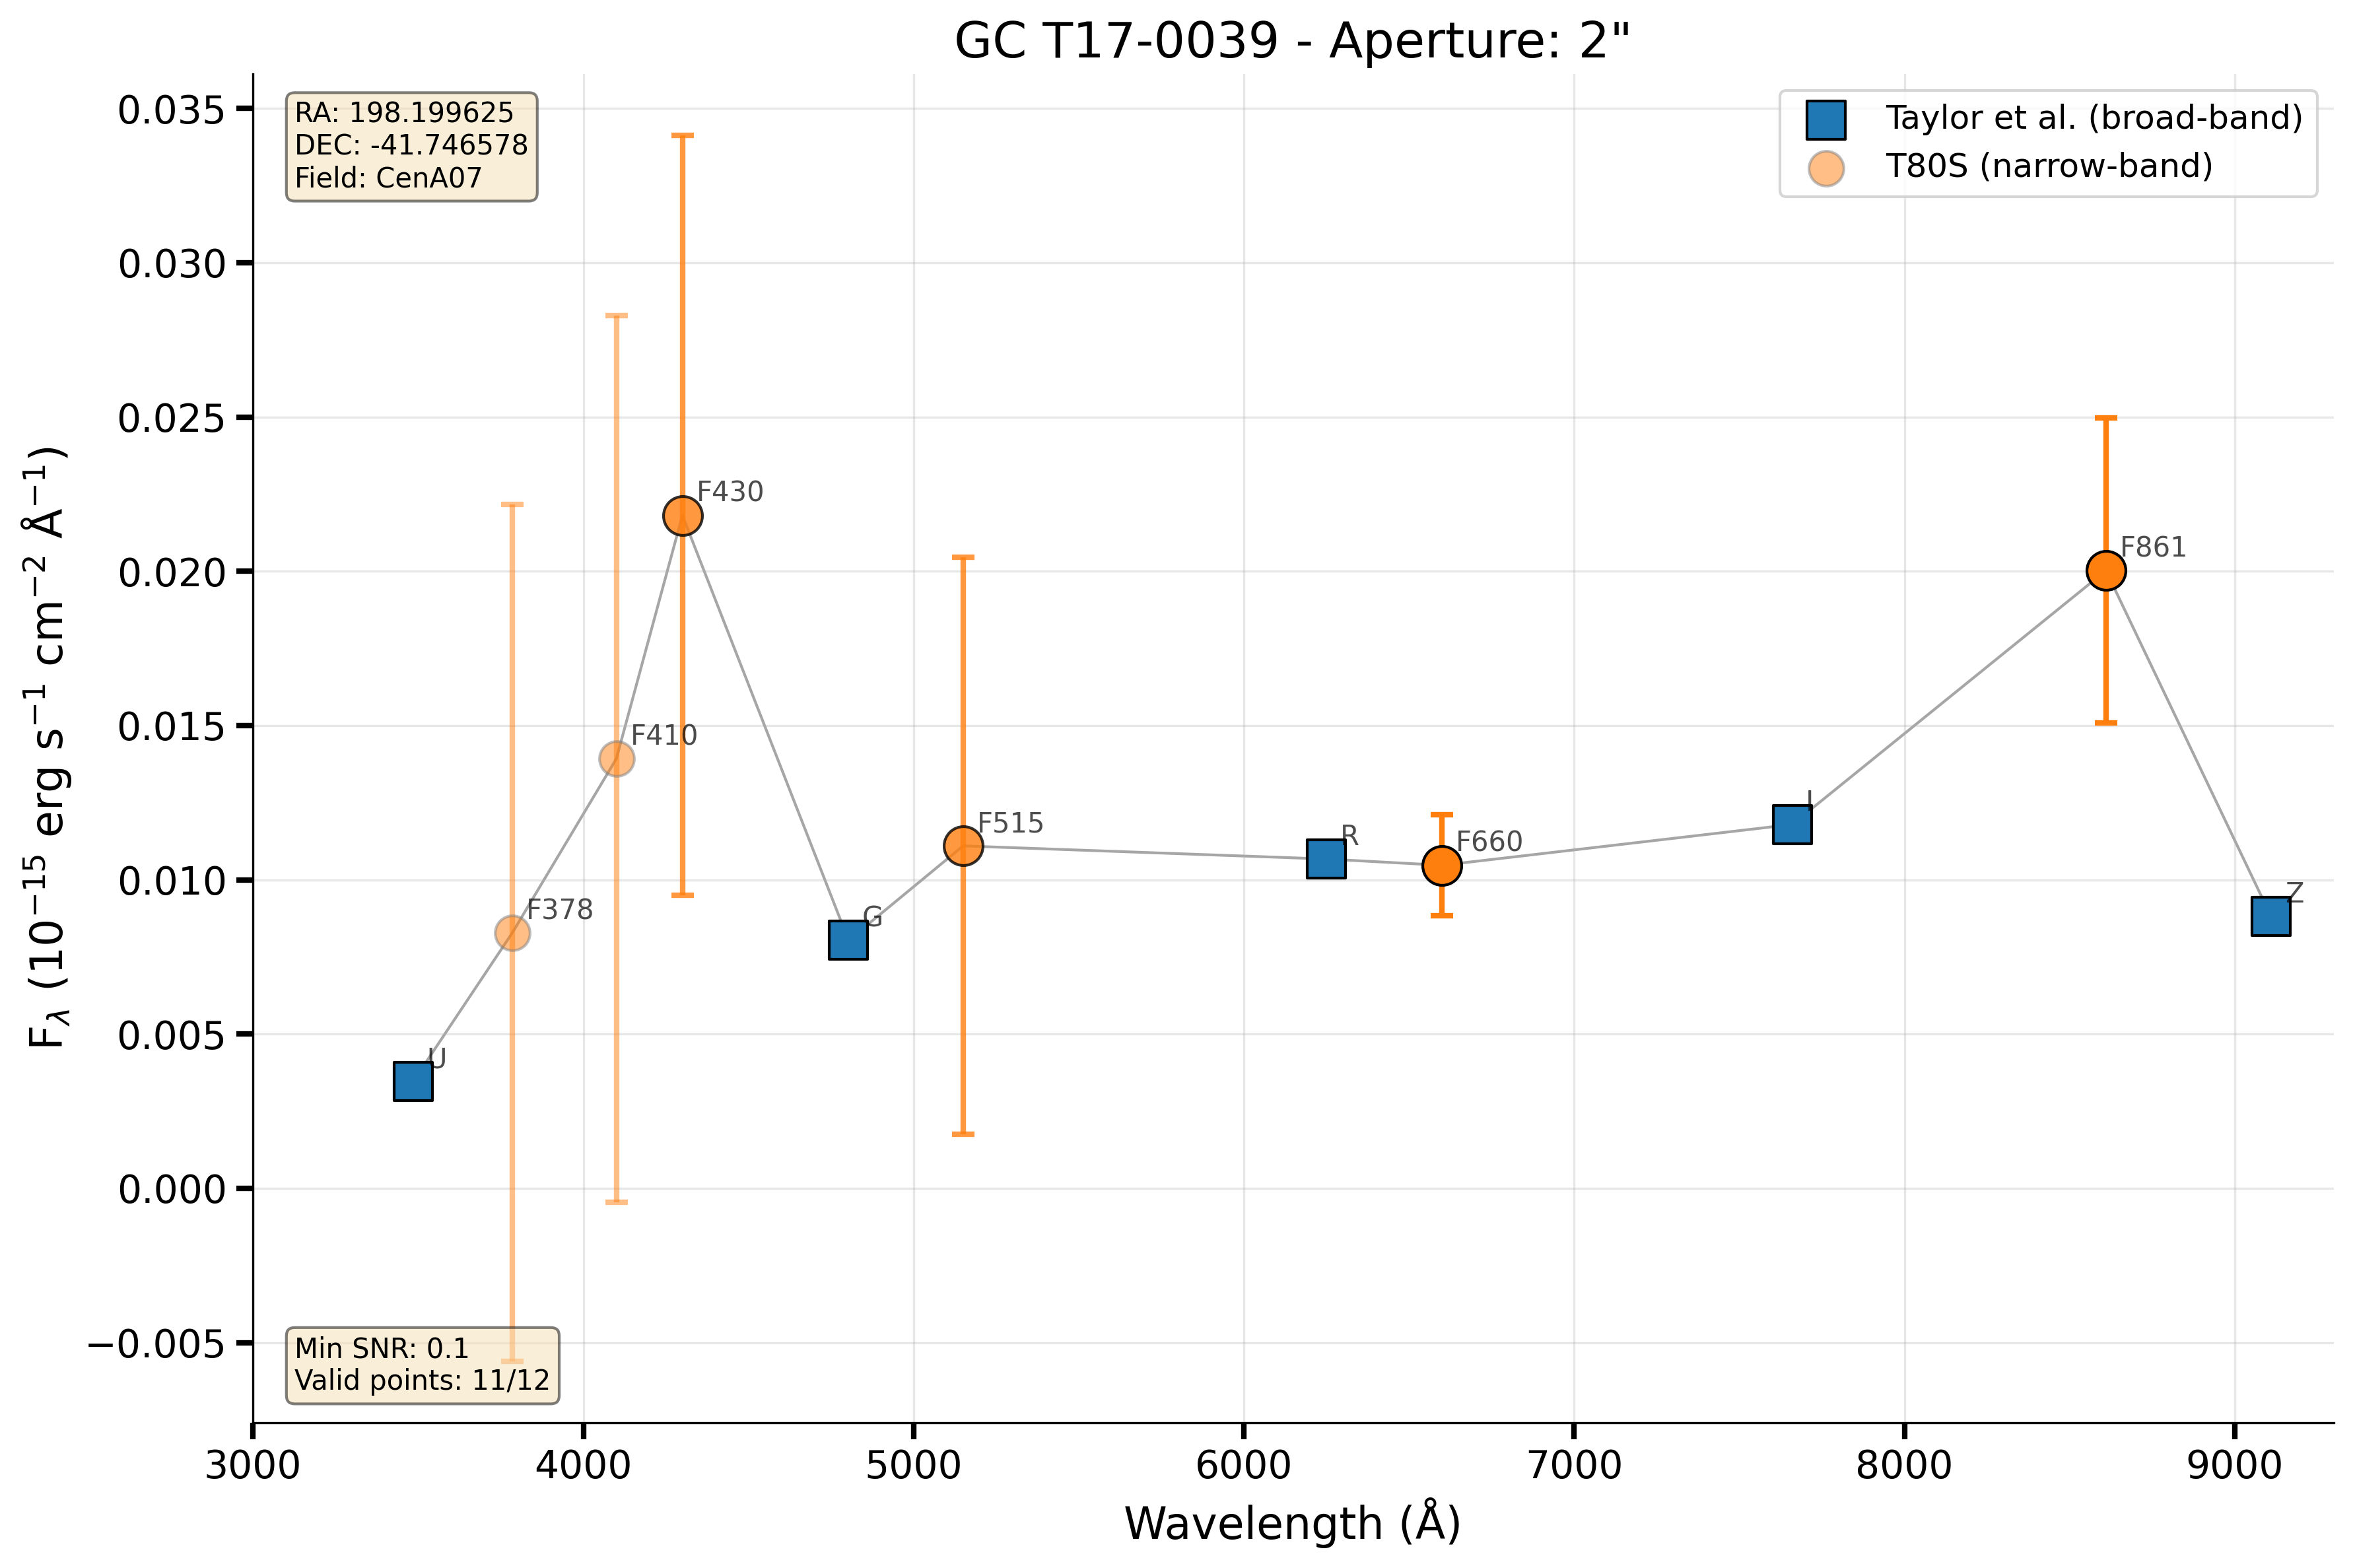 GC T17-0039 - Aperture: 2"
RA: 198.199625
DEC: -41.746578
Field: CenA07
Taylor et al. (broad-band)
T80S (narrow-band)
0.035
0.030
0.025
0.020
0.015
0.010
0.005
0.000
−0.005
F_λ (10⁻¹⁵ erg s⁻¹ cm⁻² Å⁻¹)
U
F378
F410
F430
G
F515
R
F660
I
F861
Z
Min SNR: 0.1
Valid points: 11/12
3000 4000 5000 6000 7000 8000 9000
Wavelength (Å)